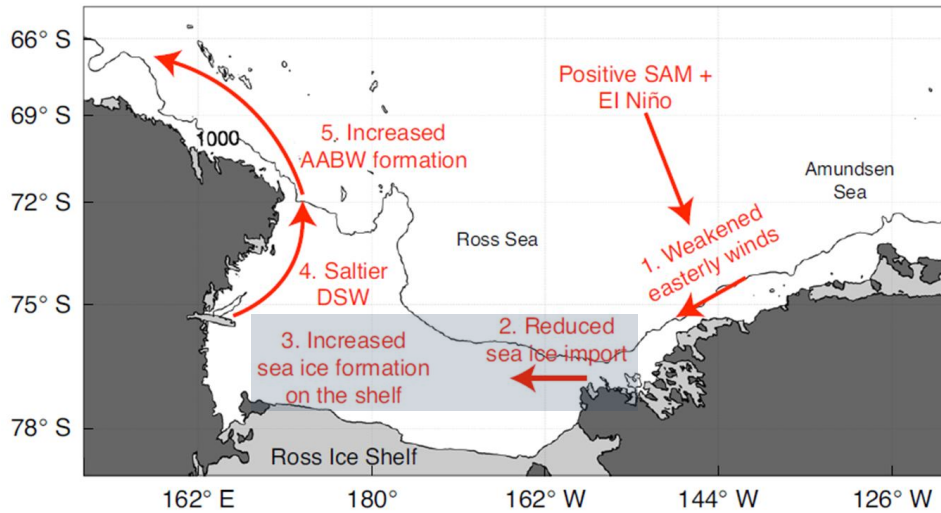 66° S
69° S
72° S
75° S
78° S
1000
Positive SAM +
El Niño
Amundsen
Sea
5. Increased
AABW formation
Ross Sea
1. Weakened
easterly winds
4. Saltier
DSW
3. Increased
sea ice formation
on the shelf
2. Reduced
sea ice import
Ross Ice Shelf
162° E
180°
162° W
144° W
126° W